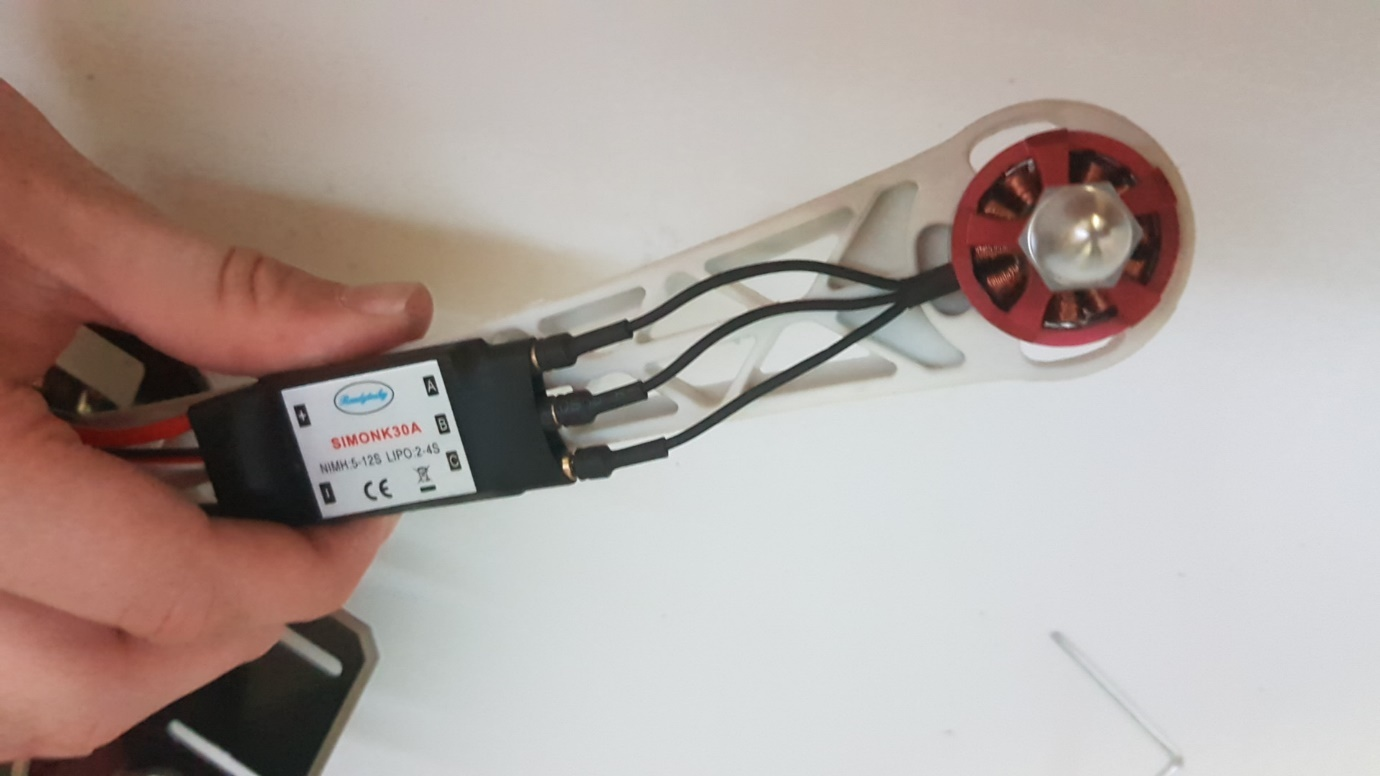 SIMONK30A
NIMH:5-12S LIPO:2-4S
CE
+
-
A
B
C